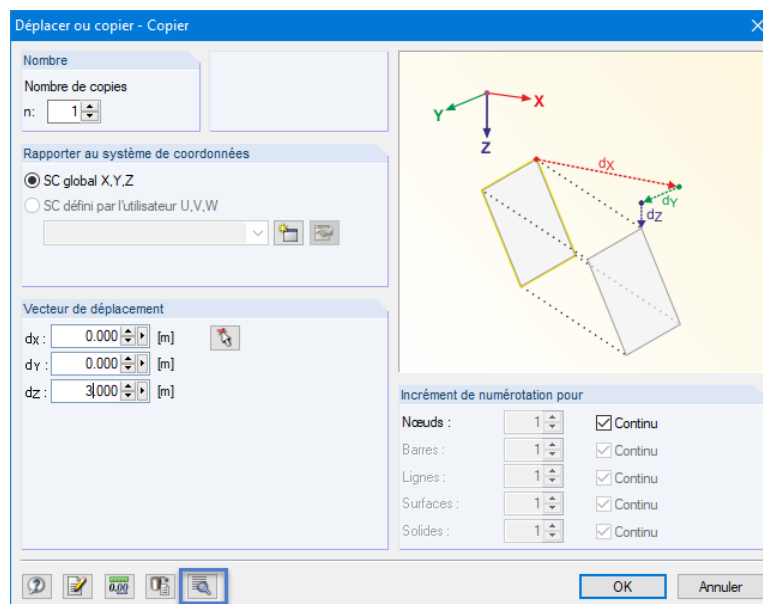 Déplacer ou copier - Copier
Nombre
Nombre de copies
n: 1
Rapporter au système de coordonnées
SC global X,Y,Z
SC défini par l'utilisateur U,V,W
Vecteur de déplacement
dX : 0.000 [m]
dY : 0.000 [m]
dZ : 3.000 [m]
X
Y
Z
dX
dY
dZ
Incrément de numérotation pour
Nœuds : 1 Continu
Barres : 1 Continu
Lignes : 1 Continu
Surfaces : 1 Continu
Solides : 1 Continu
0.00
OK
Annuler